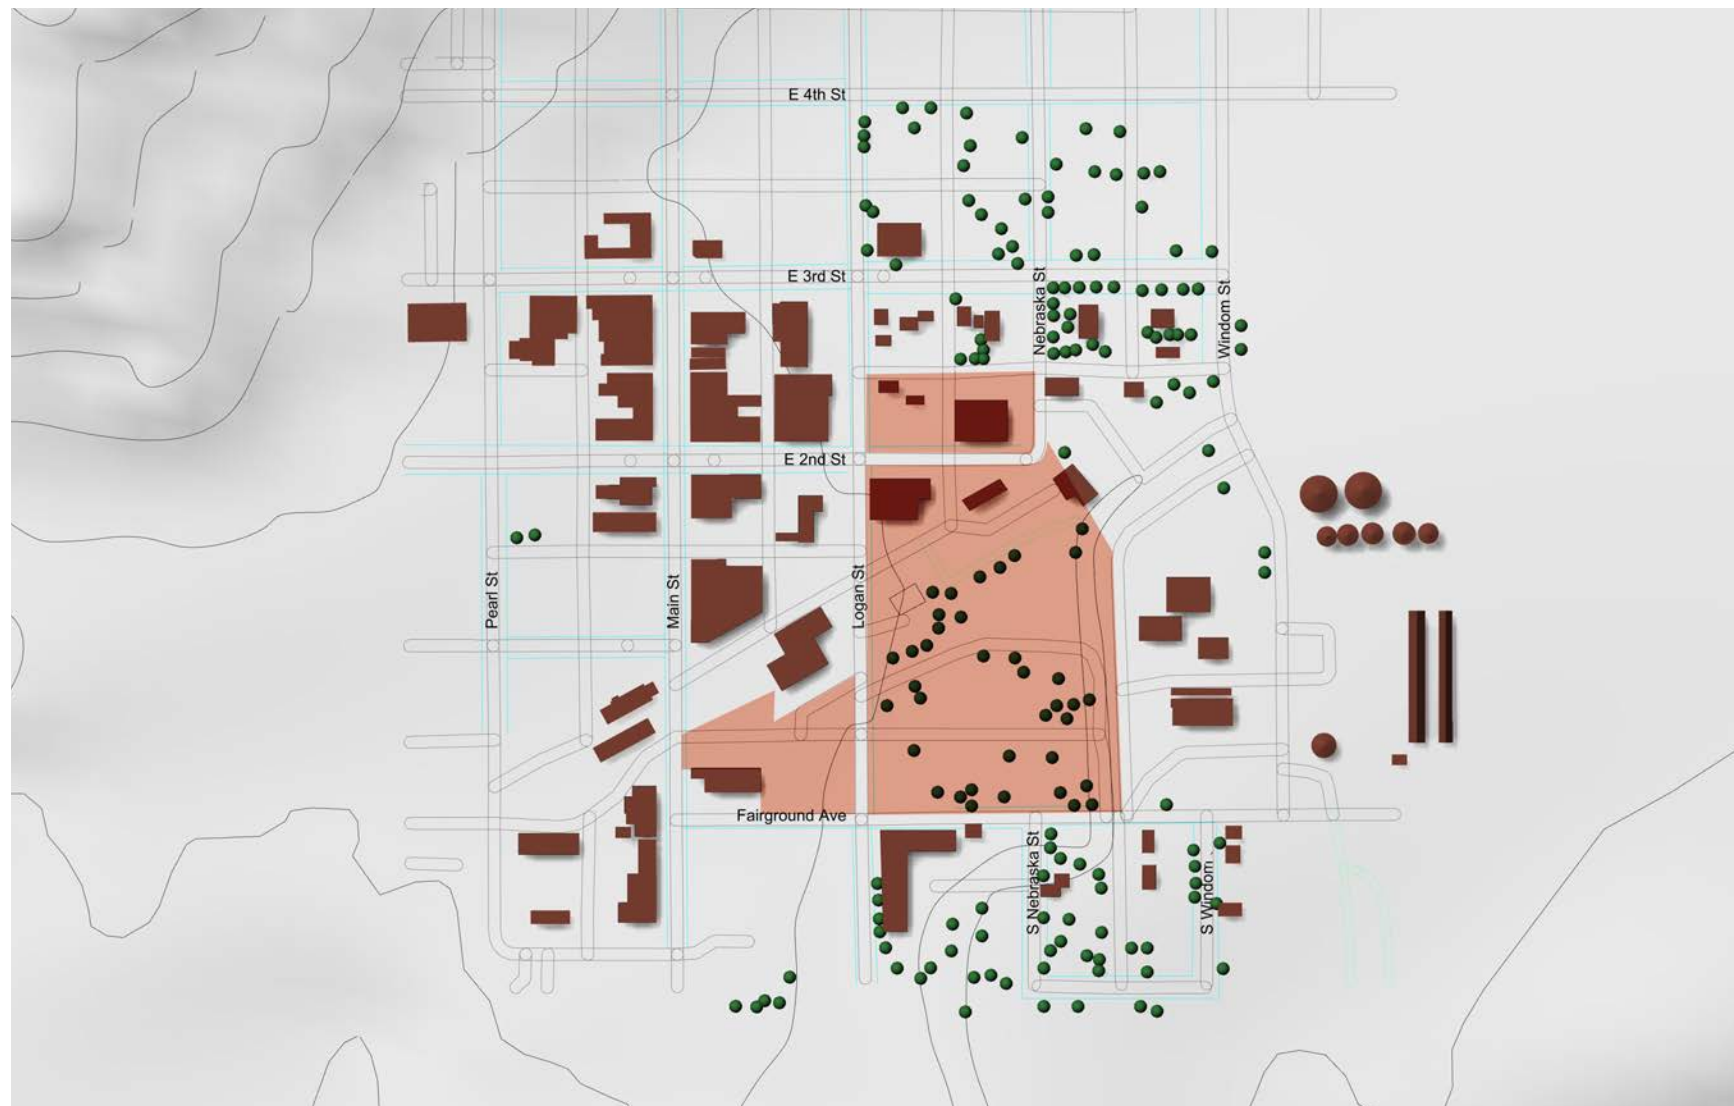 E 4th St
E 3rd St
Nebraska St
Windom St
E 2nd St
Pearl St
Main St
Logan St
Fairground Ave
S Nebraska St
S Windom